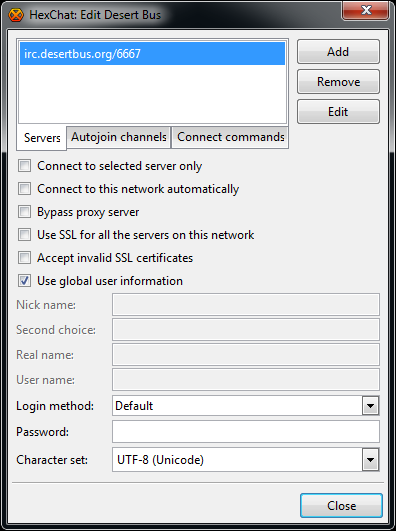 HexChat: Edit Desert Bus
irc.desertbus.org/6667
Add
Remove
Edit
Servers Autojoin channels Connect commands
Connect to selected server only
Connect to this network automatically
Bypass proxy server
Use SSL for all the servers on this network
Accept invalid SSL certificates
Use global user information
Nick name:
Second choice:
Real name:
User name:
Login method: Default
Password:
Character set: UTF-8 (Unicode)
Close